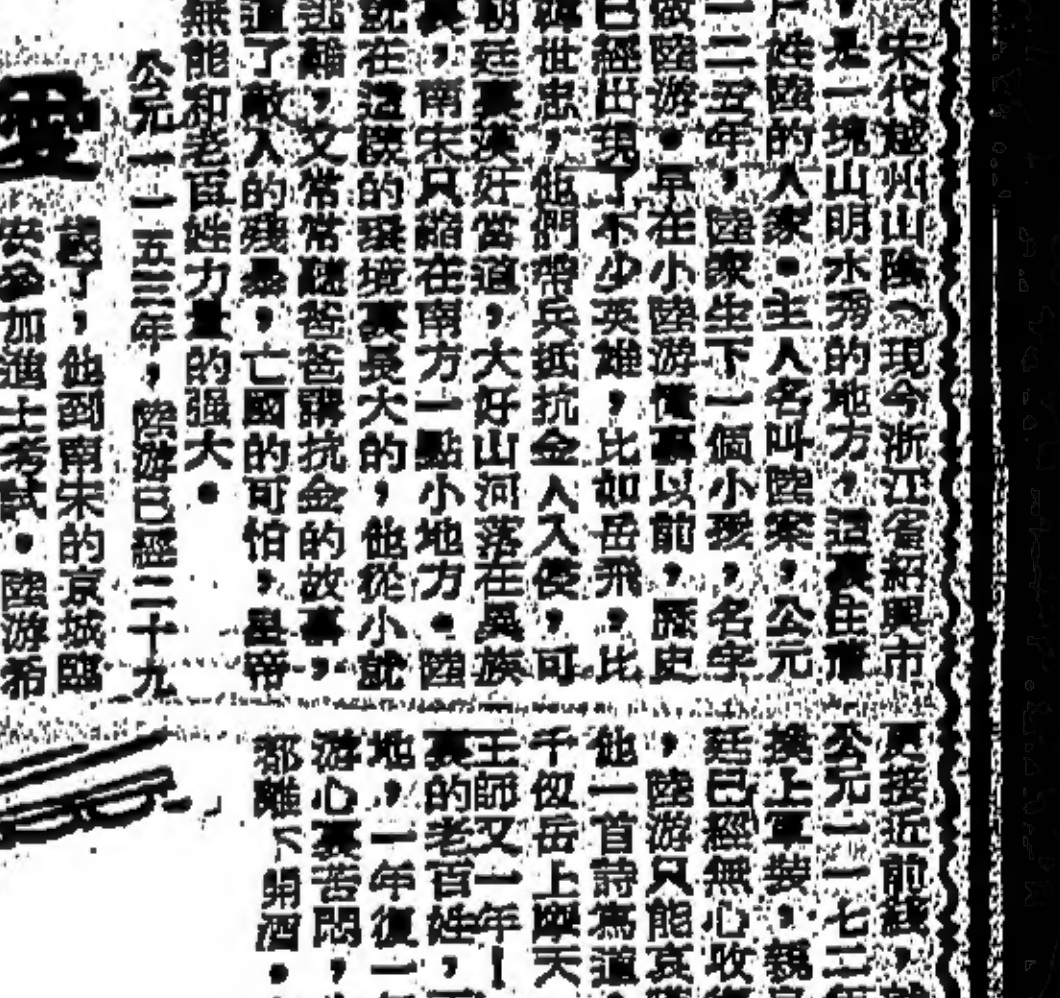 宋代越州山陰（現今浙江省紹興市
，是一塊山明水秀的地方，這裏住着
姓陸的人家。主人名叫陸宰，公元
一二五年，陸家生下一個小孩，名字
陸游。早在小陸游懂事以前，歷史
已經出現了不少英雄，比如岳飛，比
世忠，他們帶兵抵抗金人入侵，可
朝廷裏漢奸當道，大好山河落在異族
裏，南宋只縮在南方一點小地方。陸
就在這樣的環境裏長大的，他從小就
逃難，又常常聽爸爸講抗金的故事，
道了敵人的殘暴，亡國的可怕，皇帝
無能和老百姓力量的强大。
公元一一五三年，陸游已經二十九
歲了，他到南宋的京城臨
安參加進士考試。陸游希
愛
更接近前綫，
公元一一七二年
換上軍裝，親
廷已經無心收
，陸游只能哀
他一首詩寫道
千仞岳上摩天
王師又一年！
裏的老百姓，
地，一年復一
游心裏苦悶，
都離不開酒。